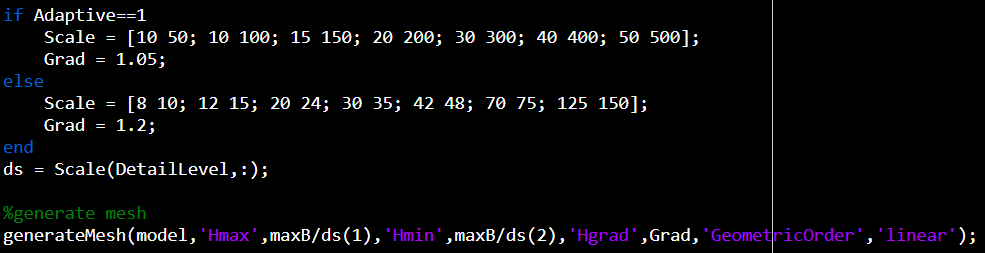 if Adaptive==1
    Scale = [10 50; 10 100; 15 150; 20 200; 30 300; 40 400; 50 500];
    Grad = 1.05;
else
    Scale = [8 10; 12 15; 20 24; 30 35; 42 48; 70 75; 125 150];
    Grad = 1.2;
end
ds = Scale(DetailLevel,:);
%generate mesh
generateMesh(model,'Hmax',maxB/ds(1),'Hmin',maxB/ds(2),'Hgrad',Grad,'GeometricOrder','linear');